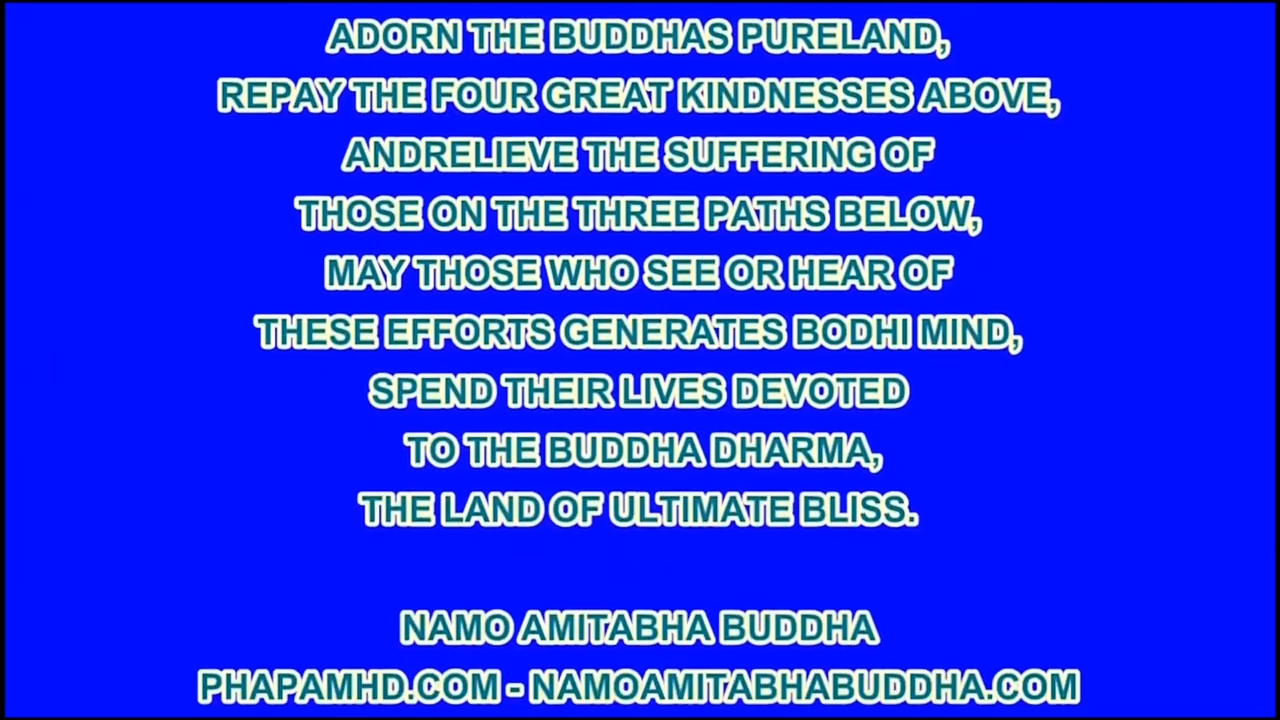 ADORN THE BUDDHAS PURELAND,
REPAY THE FOUR GREAT KINDNESSES ABOVE,
ANDRELIEVE THE SUFFERING OF
THOSE ON THE THREE PATHS BELOW,
MAY THOSE WHO SEE OR HEAR OF
THESE EFFORTS GENERATES BODHI MIND,
SPEND THEIR LIVES DEVOTED
TO THE BUDDHA DHARMA,
THE LAND OF ULTIMATE BLISS.
NAMO AMITABHA BUDDHA
PHAPAMHD.COM - NAMOAMITABHABUDDHA.COM